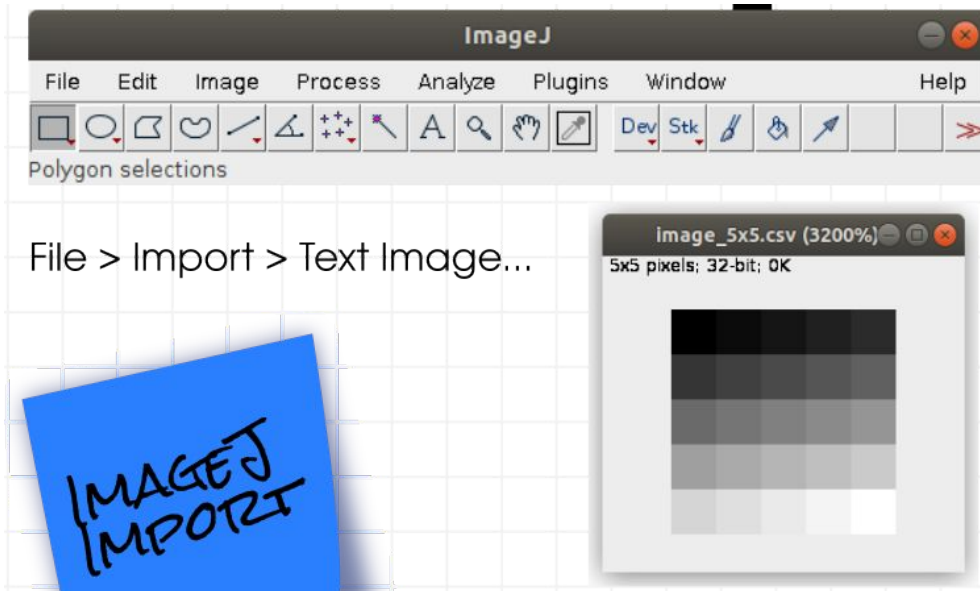 ImageJ
File Edit Image Process Analyze Plugins Window Help
A Dev Stk
Polygon selections
File > Import > Text Image...
image_5x5.csv (3200%)
5x5 pixels; 32-bit; 0K
IMAGEJ
IMPORT